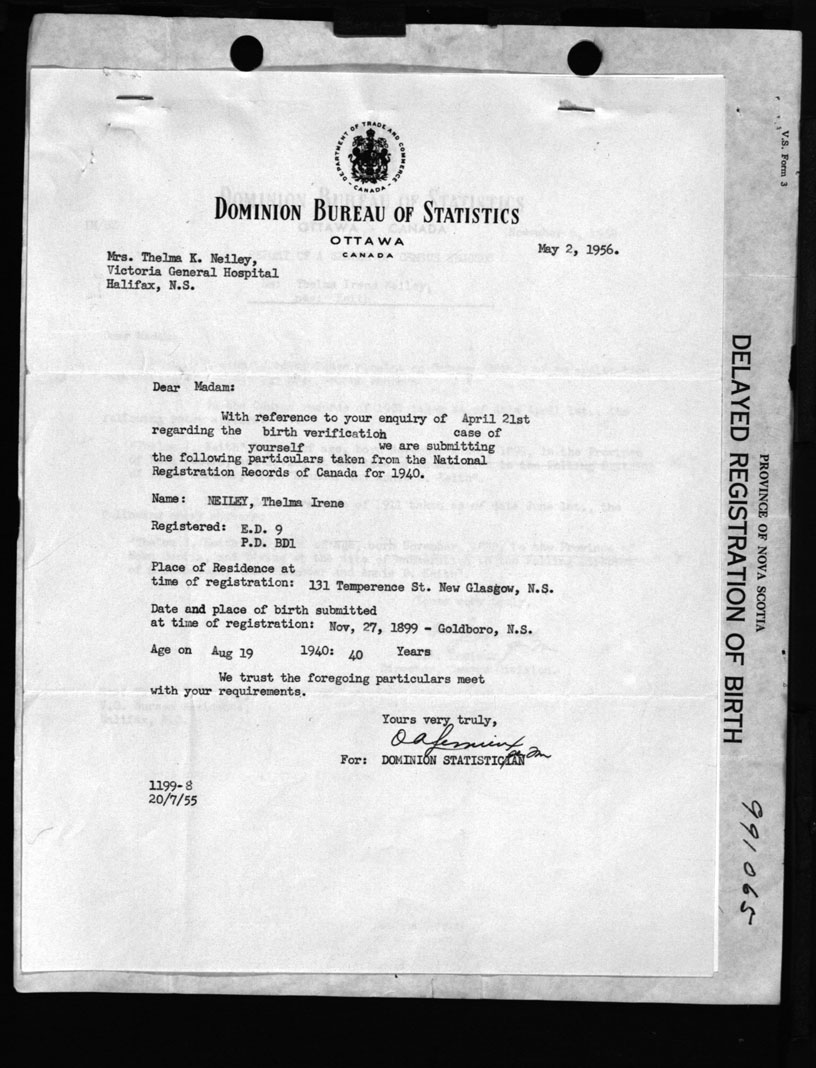 DEPARTMENT OF TRADE AND COMMERCE
CANADA
DOMINION BUREAU OF STATISTICS
OTTAWA
CANADA
May 2, 1956.
Mrs. Thelma K. Neiley,
Victoria General Hospital
Halifax, N.S.
Dear Madam:
With reference to your enquiry of April 21st
regarding the birth verification case of
yourself we are submitting
the following particulars taken from the National
Registration Records of Canada for 1940.
Name: NEILEY, Thelma Irene
Registered: E.D. 9
P.D. BD1
Place of Residence at
time of registration: 131 Temperence St. New Glasgow, N.S.
Date and place of birth submitted
at time of registration: Nov, 27, 1899 - Goldboro, N.S.
Age on Aug 19 1940: 40 Years
We trust the foregoing particulars meet
with your requirements.
Yours very truly,
For: DOMINION STATISTICIAN
1199-8
20/7/55
V.S. Form 3
PROVINCE OF NOVA SCOTIA
DELAYED REGISTRATION OF BIRTH
991065